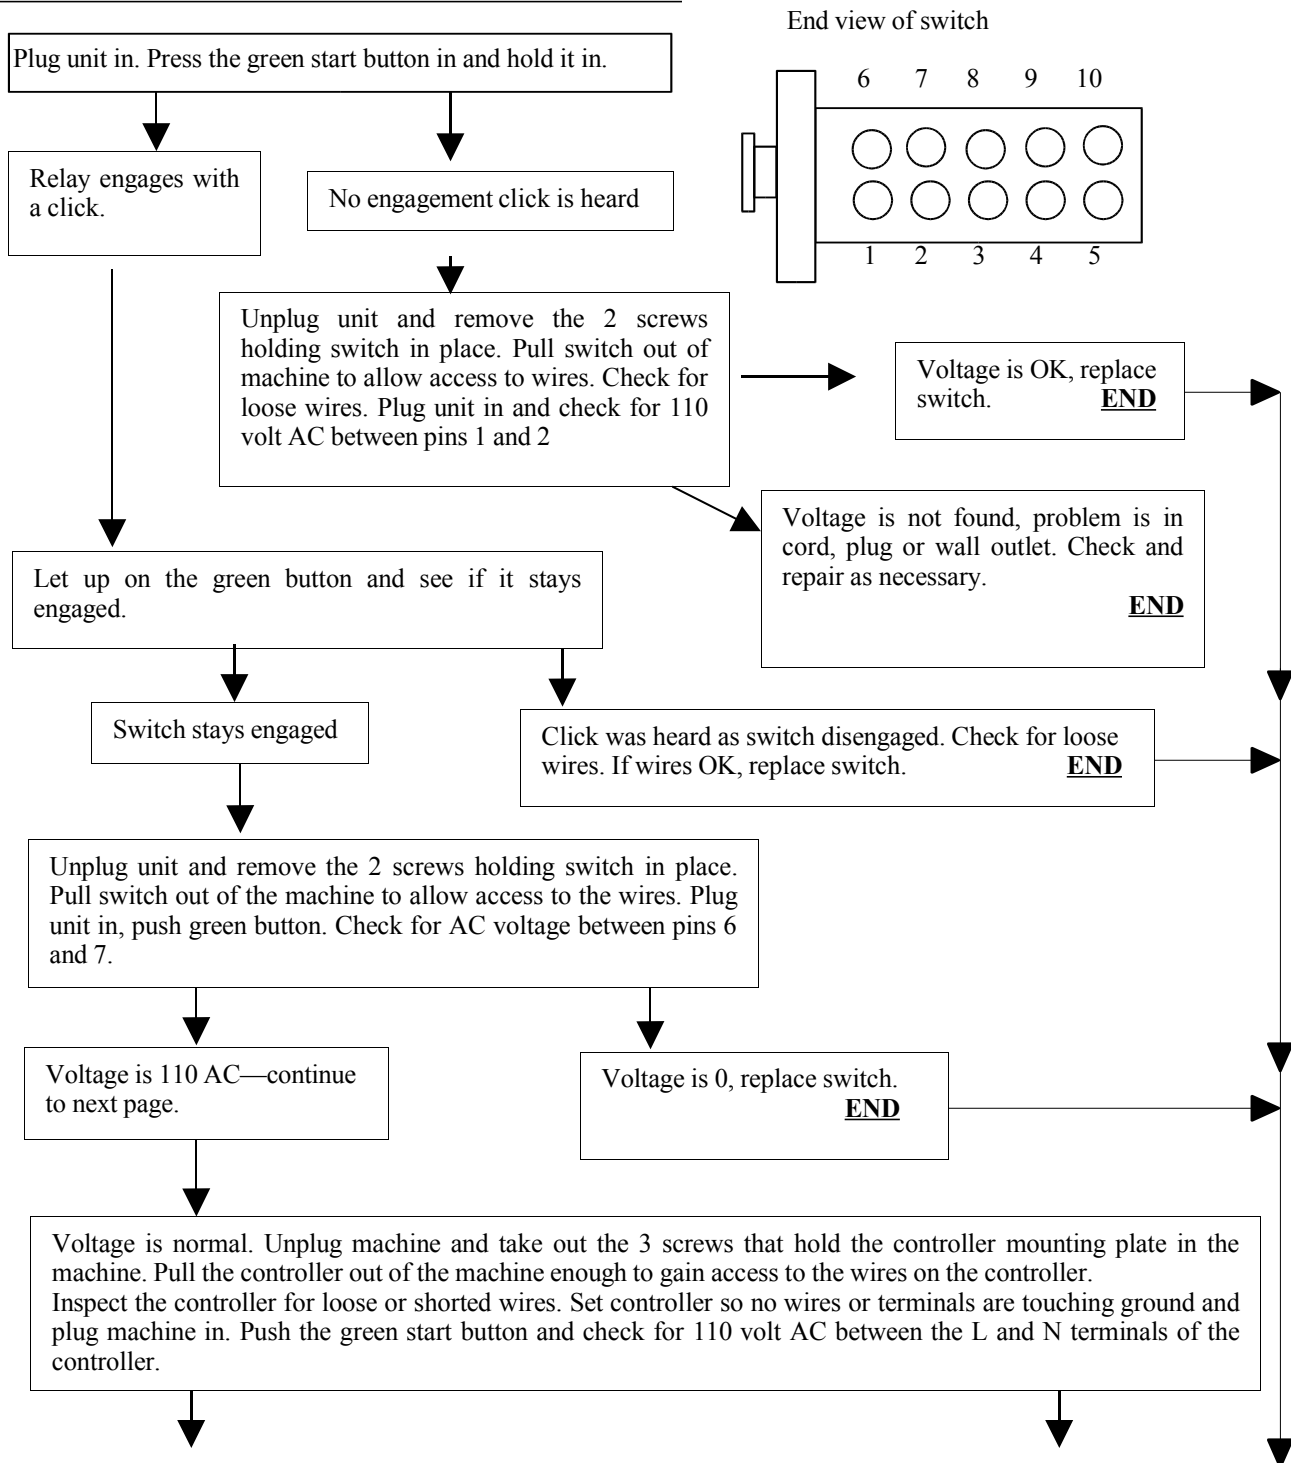 End view of switch
Plug unit in. Press the green start button in and hold it in.
6 7 8 9 10
Relay engages with
a click.
No engagement click is heard
1 2 3 4 5
Unplug unit and remove the 2 screws
holding switch in place. Pull switch out of
machine to allow access to wires. Check for
loose wires. Plug unit in and check for 110
volt AC between pins 1 and 2
Voltage is OK, replace
switch. END
Voltage is not found, problem is in
cord, plug or wall outlet. Check and
repair as necessary.
END
Let up on the green button and see if it stays
engaged.
Switch stays engaged
Click was heard as switch disengaged. Check for loose
wires. If wires OK, replace switch. END
Unplug unit and remove the 2 screws holding switch in place.
Pull switch out of the machine to allow access to the wires. Plug
unit in, push green button. Check for AC voltage between pins 6
and 7.
Voltage is 110 AC—continue
to next page.
Voltage is 0, replace switch.
END
Voltage is normal. Unplug machine and take out the 3 screws that hold the controller mounting plate in the
machine. Pull the controller out of the machine enough to gain access to the wires on the controller.
Inspect the controller for loose or shorted wires. Set controller so no wires or terminals are touching ground and
plug machine in. Push the green start button and check for 110 volt AC between the L and N terminals of the
controller.